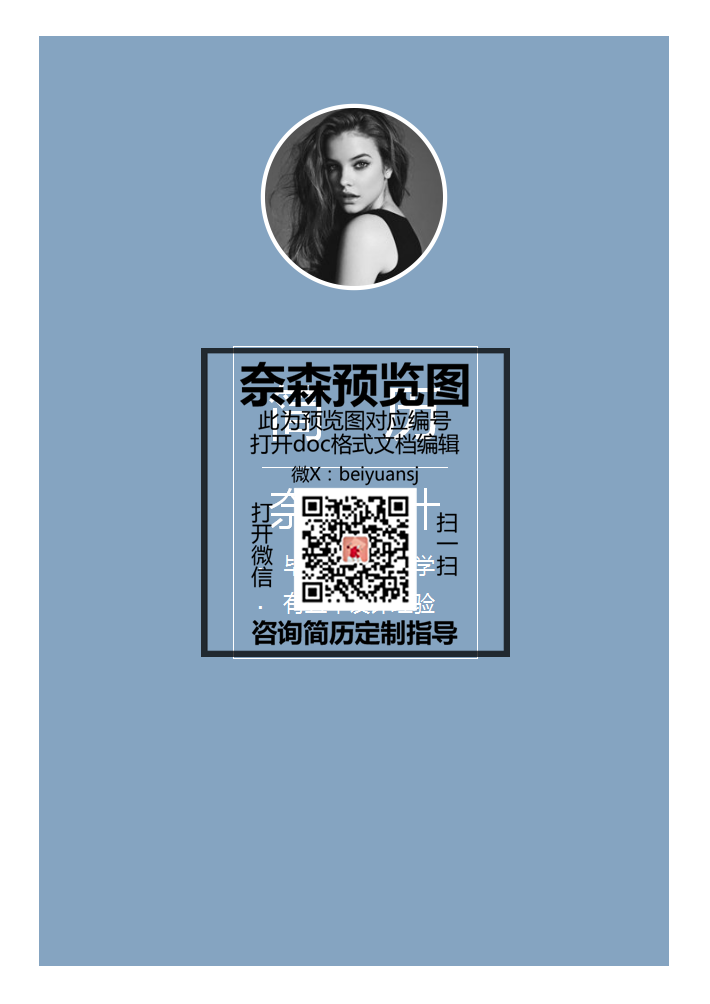 奈森预览图
简 历
此为预览图对应编号
打开doc格式文档编辑
微X：beiyuansj
打开微信
扫一扫
咨询简历定制指导